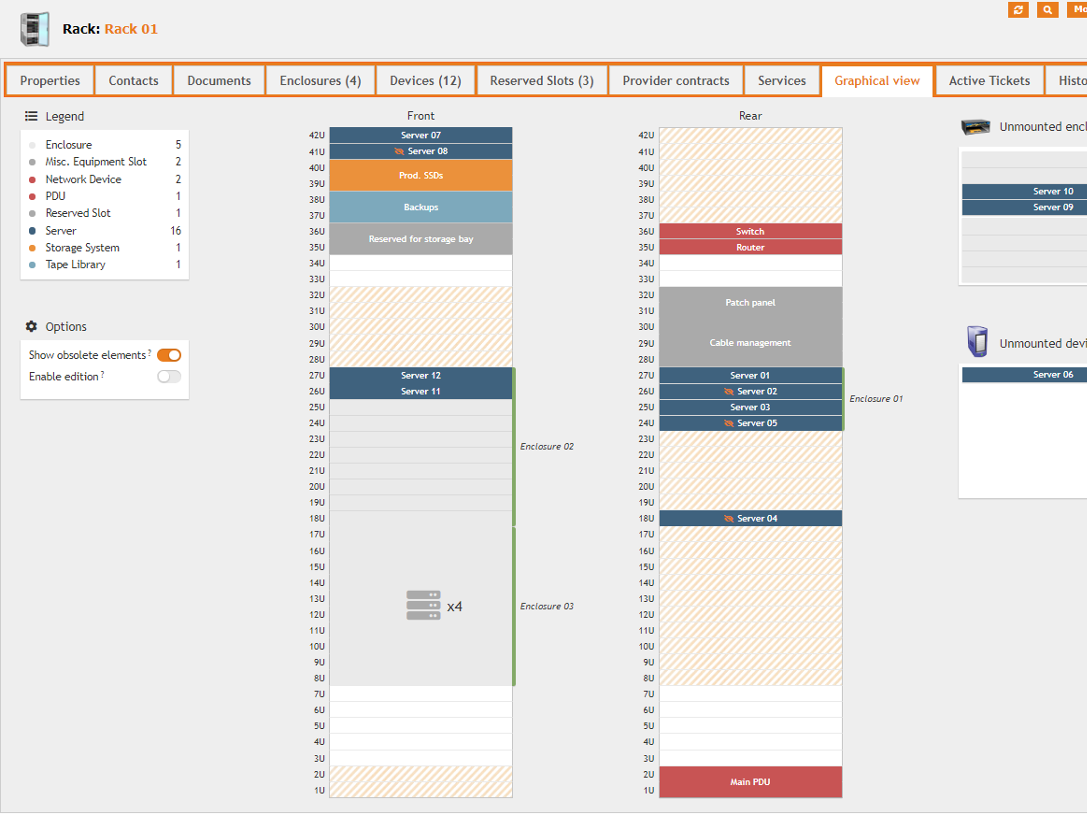 Rack: Rack 01
Mo
Properties Contacts Documents Enclosures (4) Devices (12) Reserved Slots (3) Provider contracts Services Graphical view Active Tickets Histo
Legend
Enclosure 5
Misc. Equipment Slot 2
Network Device 2
PDU 1
Reserved Slot 1
Server 16
Storage System 1
Tape Library 1
Options
Show obsolete elements?
Enable edition?
Front
42U Server 07
41U Server 08
40U
Prod. SSDs
39U
38U
Backups
37U
36U
Reserved for storage bay
35U
34U
33U
32U
31U
30U
29U
28U
27U Server 12
26U Server 11
25U
24U
23U
Enclosure 02
22U
21U
20U
19U
18U
17U
16U
15U
14U
13U
x4 Enclosure 03
12U
11U
10U
9U
8U
7U
6U
5U
4U
3U
2U
1U
Rear
42U
41U
40U
39U
38U
37U
36U Switch
35U Router
34U
33U
32U
Patch panel
31U
30U
29U Cable management
28U
27U Server 01
26U Server 02
Enclosure 01
25U Server 03
24U Server 05
23U
22U
21U
20U
19U
18U Server 04
17U
16U
15U
14U
13U
12U
11U
10U
9U
8U
7U
6U
5U
4U
3U
2U
Main PDU
1U
Unmounted encl
Server 10
Server 09
Unmounted devi
Server 06